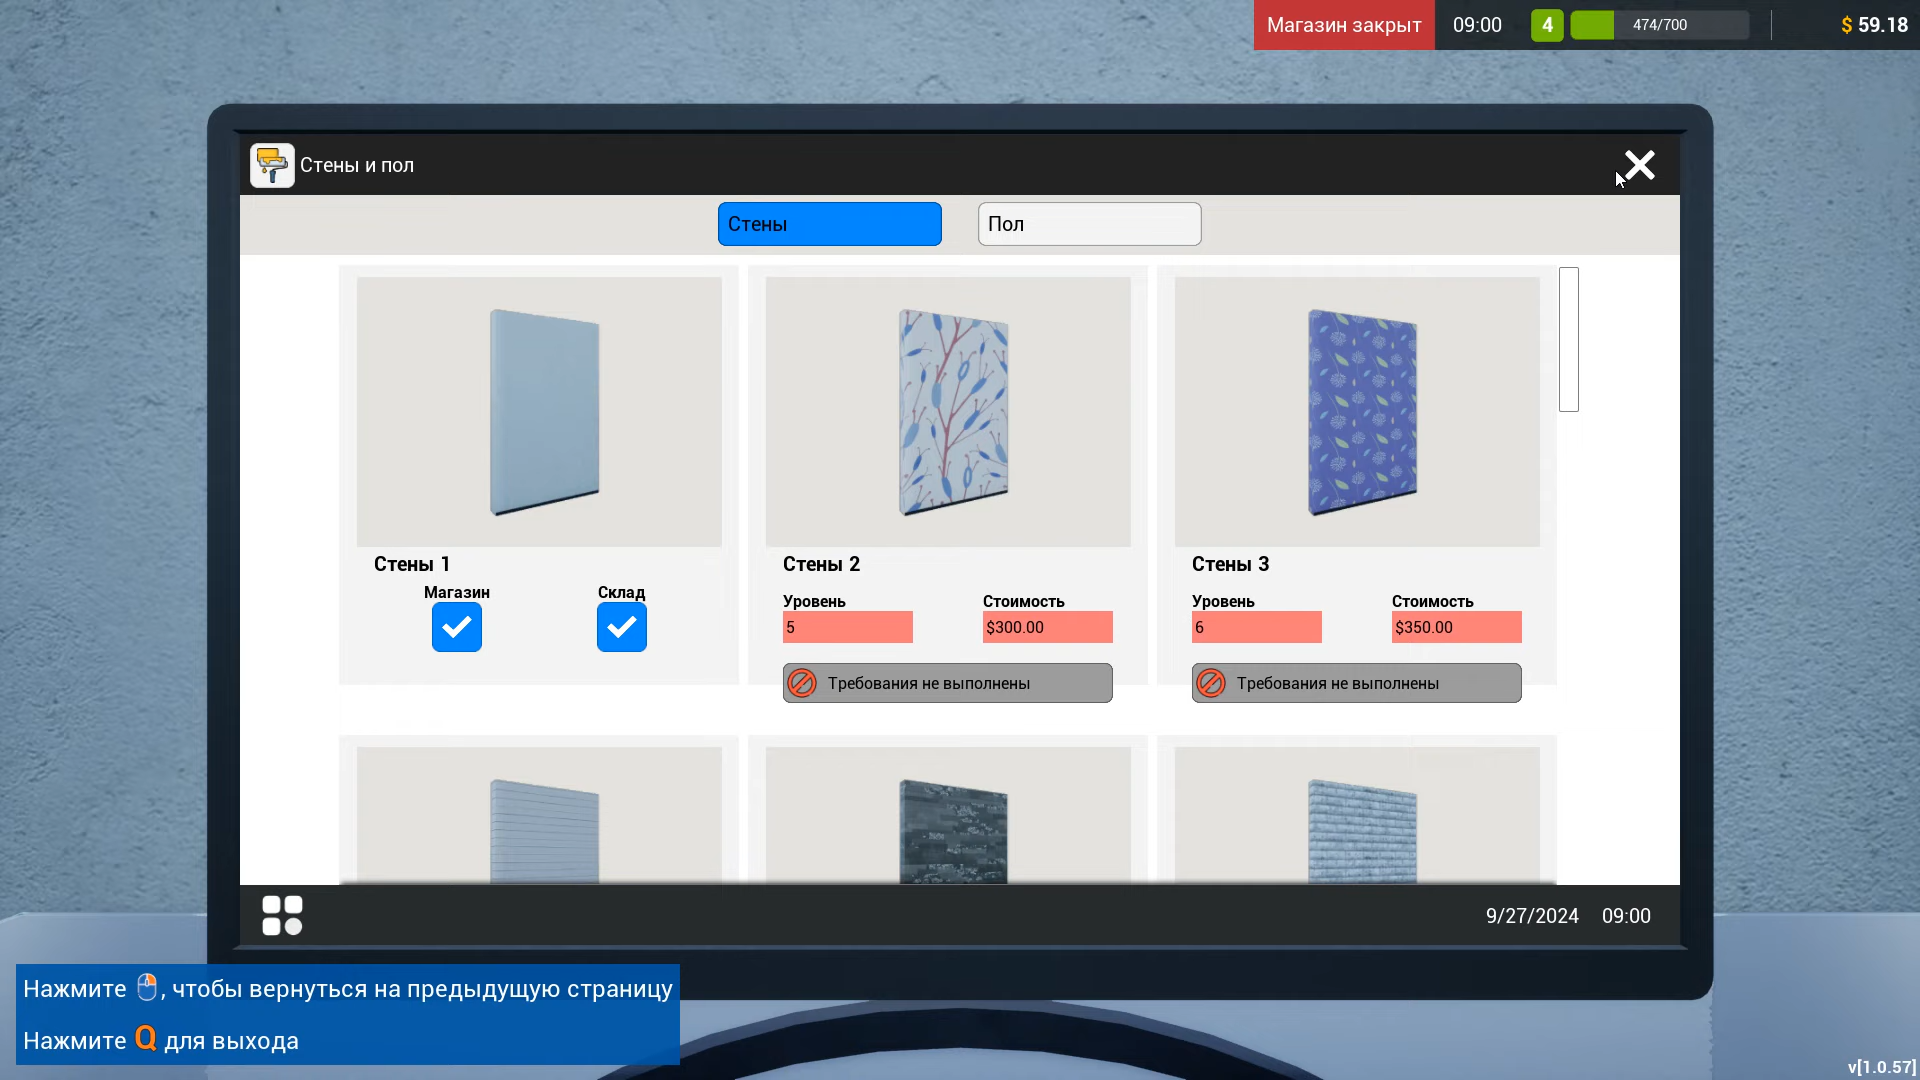 Магазин закрыт 09:00 4 474/700 $ 59.18
Стены и пол
Стены Пол
Стены 1 Стены 2 Стены 3
Магазин Склад Уровень Стоимость Уровень Стоимость
5 $300.00 6 $350.00
Требования не выполнены Требования не выполнены
9/27/2024 09:00
Нажмите , чтобы вернуться на предыдущую страницу
Нажмите Q для выхода
v[1.0.57]